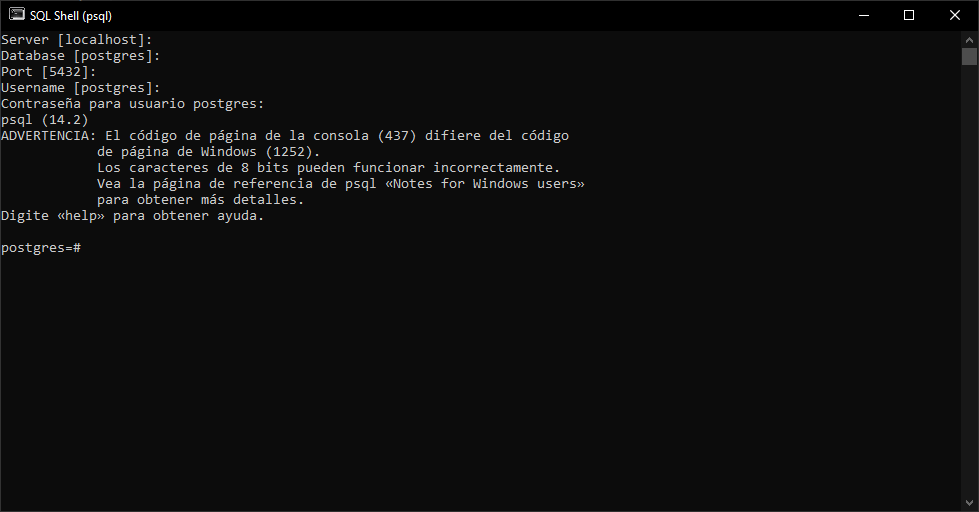 SQL Shell (psql)
Server [localhost]:
Database [postgres]:
Port [5432]:
Username [postgres]:
Contraseña para usuario postgres:
psql (14.2)
ADVERTENCIA: El código de página de la consola (437) difiere del código
de página de Windows (1252).
Los caracteres de 8 bits pueden funcionar incorrectamente.
Vea la página de referencia de psql «Notes for Windows users»
para obtener más detalles.
Digite «help» para obtener ayuda.
postgres=#